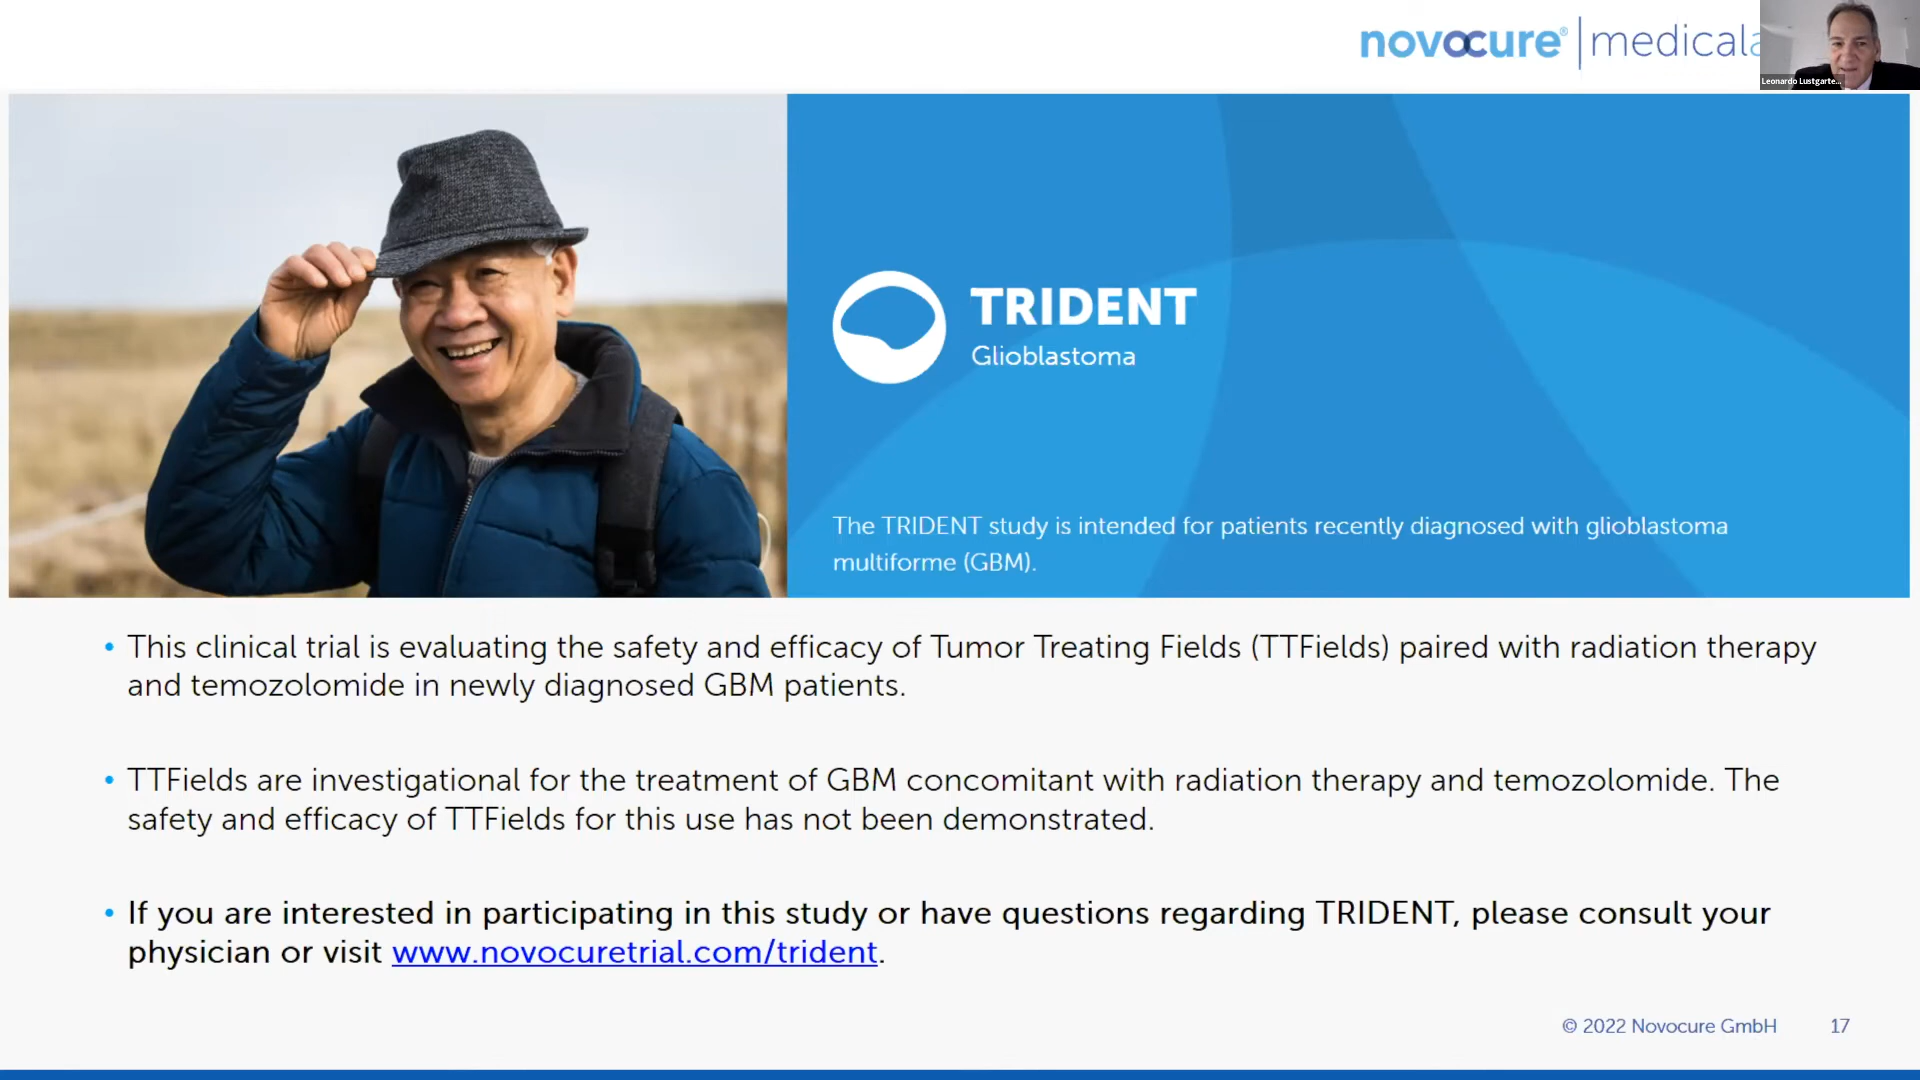 novocure® | medical
Leonardo Lustgarte...
TRIDENT
Glioblastoma
The TRIDENT study is intended for patients recently diagnosed with glioblastoma
multiforme (GBM).
• This clinical trial is evaluating the safety and efficacy of Tumor Treating Fields (TTFields) paired with radiation therapy
and temozolomide in newly diagnosed GBM patients.
• TTFields are investigational for the treatment of GBM concomitant with radiation therapy and temozolomide. The
safety and efficacy of TTFields for this use has not been demonstrated.
• If you are interested in participating in this study or have questions regarding TRIDENT, please consult your
physician or visit www.novocuretrial.com/trident.
© 2022 Novocure GmbH 17